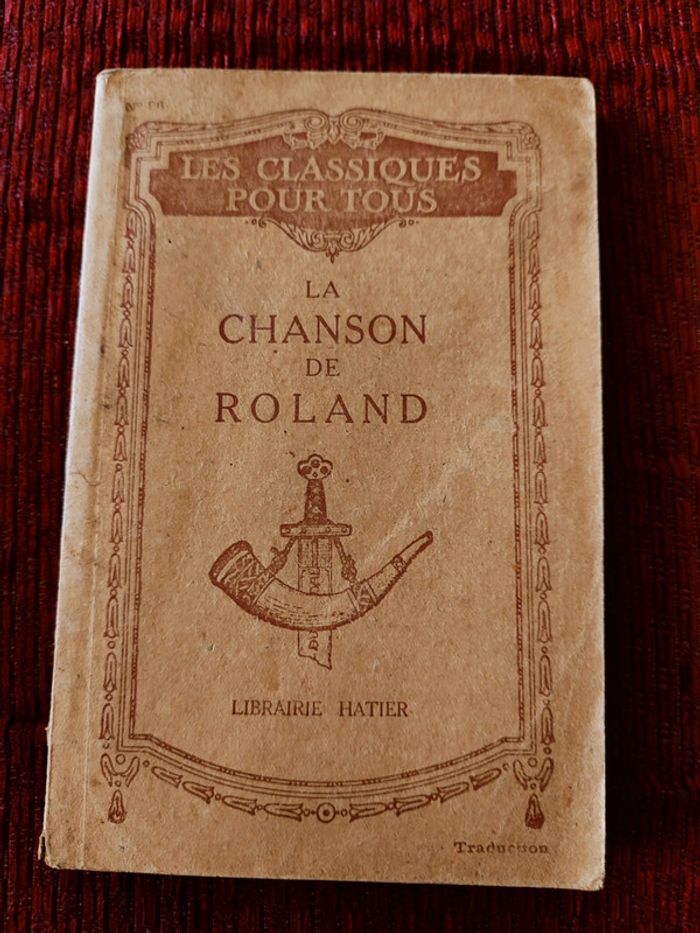 LES CLASSIQUES
POUR TOUS
LA
CHANSON
DE
ROLAND
LIBRAIRIE HATIER
Traduction